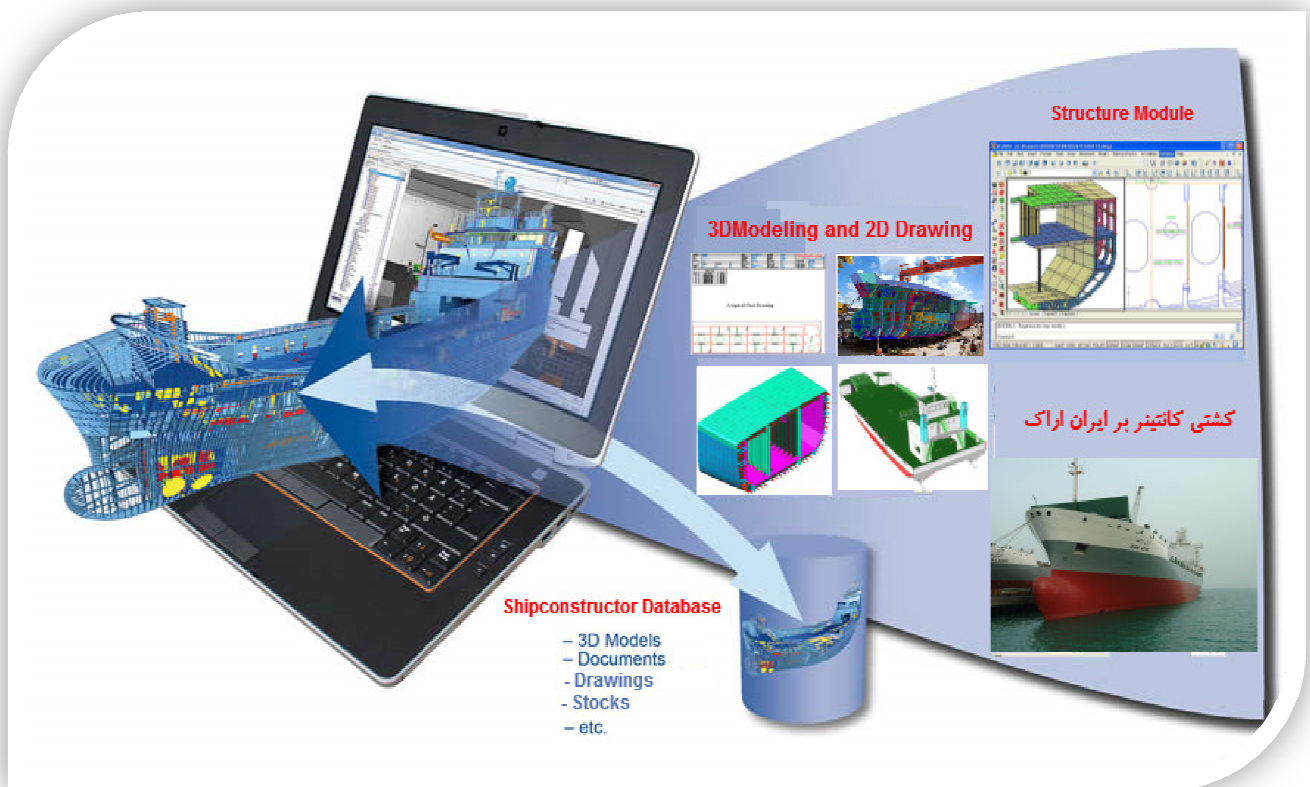 Structure Module
3DModeling and 2D Drawing
کشتی کانتینر بر ایران اراک
Shipconstructor Database
– 3D Models
– Documents
- Drawings
- Stocks
– etc.